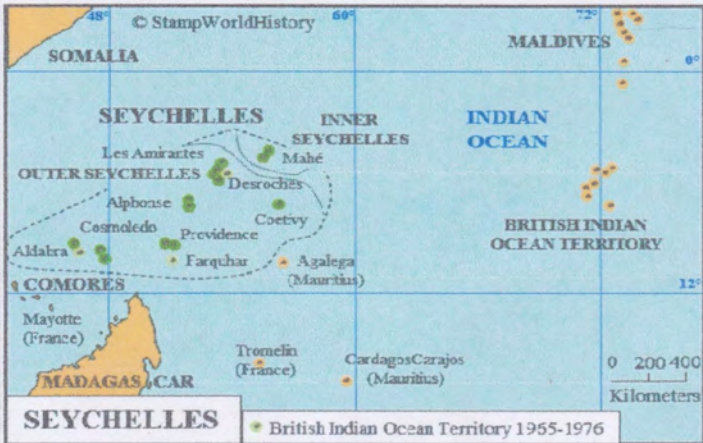 48°
60°
72°
© StampWorldHistory
MALDIVES
SOMALIA
0°
SEYCHELLES
INNER
SEYCHELLES
INDIAN
OCEAN
Les Amirantes
Mahé
OUTER SEYCHELLES
Desroches
Alphonse
Coetivy
BRITISH INDIAN
OCEAN TERRITORY
Cosmoledo
Previdence
Aldabra
Farquhar
Agalega
(Mauritius)
COMORES
12°
Mayotte
(France)
Tromelin
(France)
CardagosCarajos
(Mauritius)
MADAGASCAR
0 200 400
Kilometers
SEYCHELLES
British Indian Ocean Territory 1955-1976